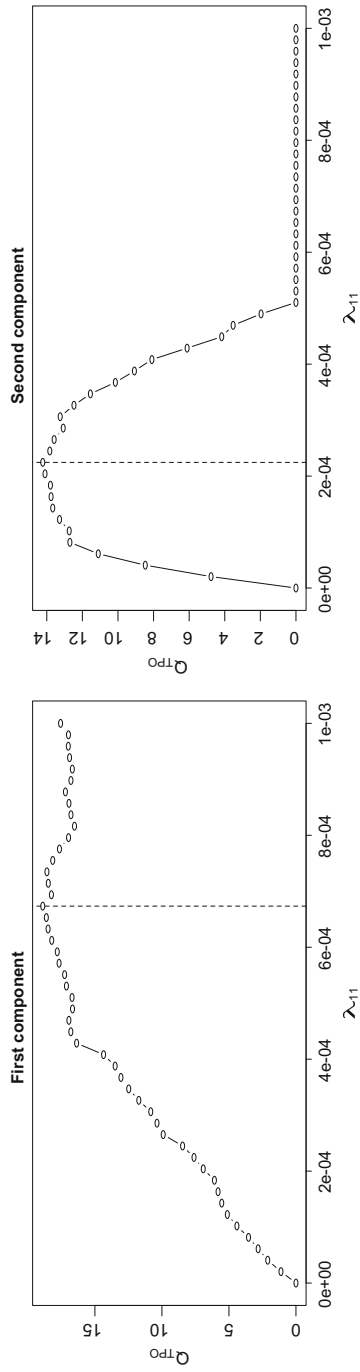 First component
Q_TPO
0 5 10 15
0e+00 2e-04 4e-04 6e-04 8e-04 1e-03
λ_11
Second component
Q_TPO
0 2 4 6 8 10 12 14
0e+00 2e-04 4e-04 6e-04 8e-04 1e-03
λ_11